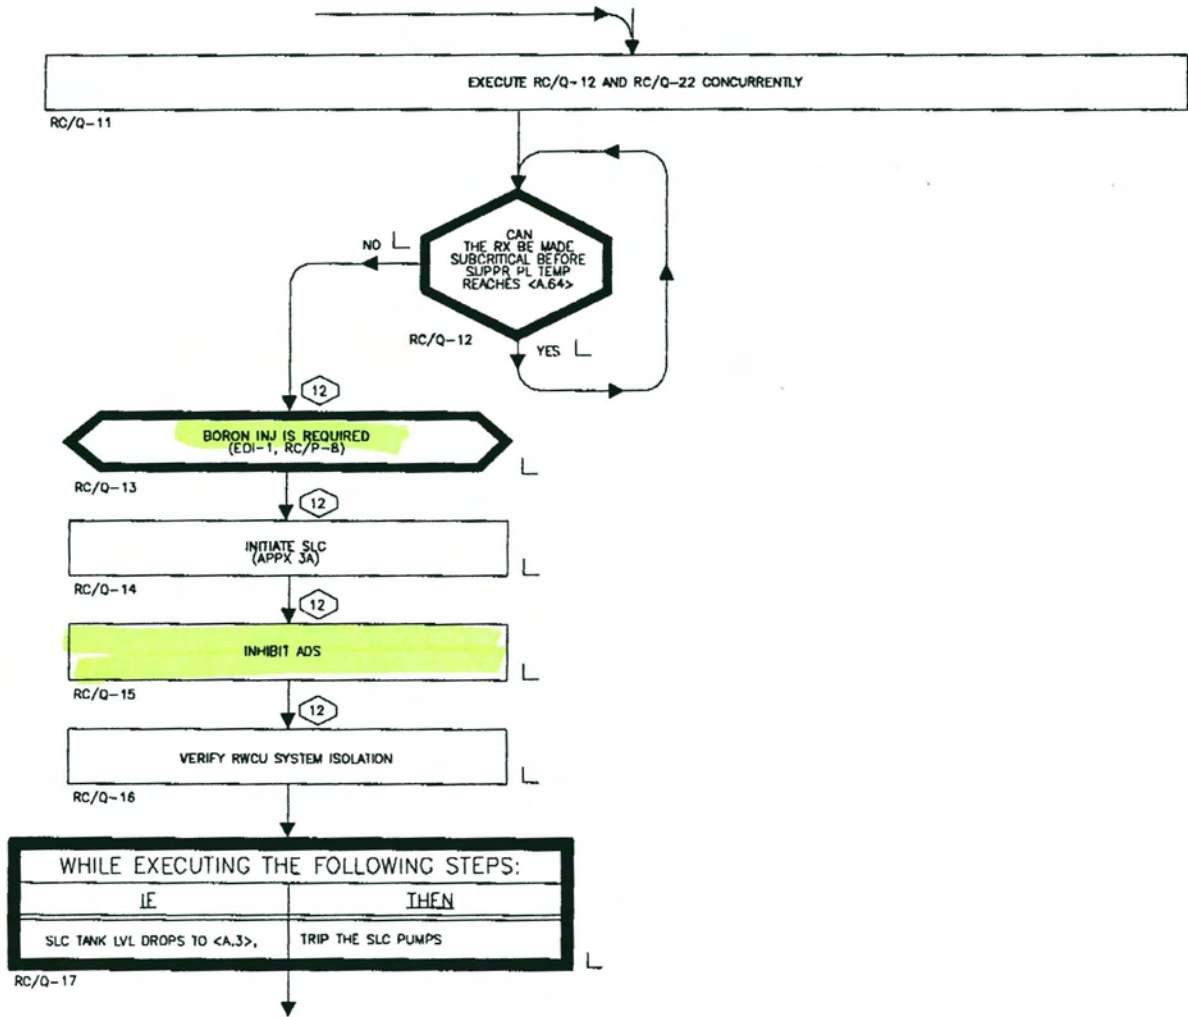 EXECUTE RC/Q-12 AND RC/Q-22 CONCURRENTLY
RC/Q-11
CAN
THE RX BE MADE
SUBCRITICAL BEFORE
SUPPR PL TEMP
REACHES <A.64>
NO
RC/Q-12
YES
12
BORON INJ IS REQUIRED
(EOI-1, RC/P-8)
RC/Q-13
12
INITIATE SLC
(APPX 3A)
RC/Q-14
12
INHIBIT ADS
RC/Q-15
12
VERIFY RWCU SYSTEM ISOLATION
RC/Q-16
WHILE EXECUTING THE FOLLOWING STEPS:
IF THEN
SLC TANK LVL DROPS TO <A.3>, TRIP THE SLC PUMPS
RC/Q-17